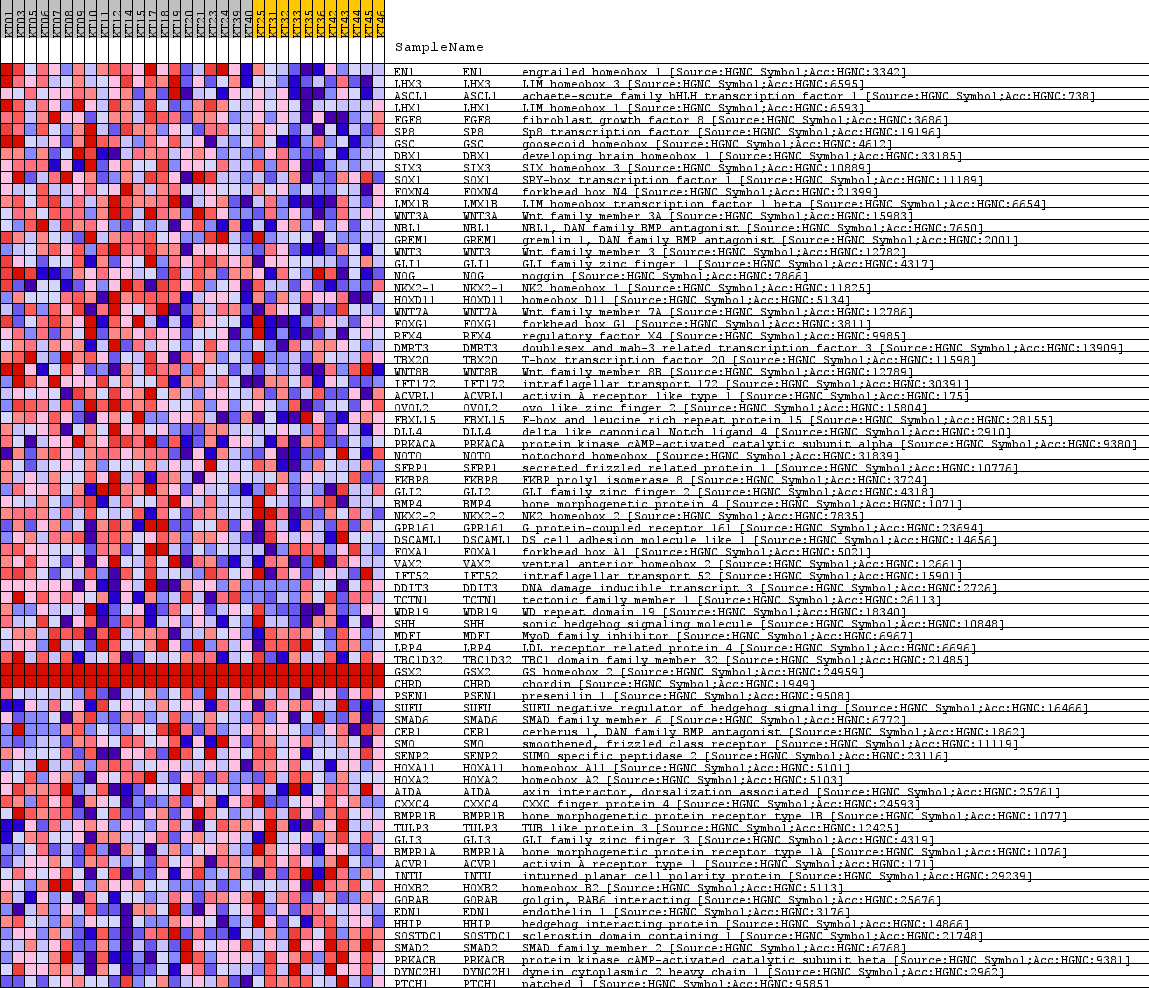 KT01 KT03 KT05 KT06 KT07 KT08 KT09 KT10 KT11 KT12 KT14 KT15 KT17 KT18 KT19 KT20 KT21 KT23 KT24 KT39 KT40 KT25 KT31 KT32 KT33 KT35 KT36 KT42 KT43 KT44 KT45 KT46
SampleName
EN1 EN1 engrailed homeobox 1 [Source:HGNC Symbol;Acc:HGNC:3342]
LHX3 LHX3 LIM homeobox 3 [Source:HGNC Symbol;Acc:HGNC:6595]
ASCL1 ASCL1 achaete-scute family bHLH transcription factor 1 [Source:HGNC Symbol;Acc:HGNC:738]
LHX1 LHX1 LIM homeobox 1 [Source:HGNC Symbol;Acc:HGNC:6593]
FGF8 FGF8 fibroblast growth factor 8 [Source:HGNC Symbol;Acc:HGNC:3686]
SP8 SP8 Sp8 transcription factor [Source:HGNC Symbol;Acc:HGNC:19196]
GSC GSC goosecoid homeobox [Source:HGNC Symbol;Acc:HGNC:4612]
DBX1 DBX1 developing brain homeobox 1 [Source:HGNC Symbol;Acc:HGNC:33185]
SIX3 SIX3 SIX homeobox 3 [Source:HGNC Symbol;Acc:HGNC:10889]
SOX1 SOX1 SRY-box transcription factor 1 [Source:HGNC Symbol;Acc:HGNC:11189]
FOXN4 FOXN4 forkhead box N4 [Source:HGNC Symbol;Acc:HGNC:21399]
LMX1B LMX1B LIM homeobox transcription factor 1 beta [Source:HGNC Symbol;Acc:HGNC:6654]
WNT3A WNT3A Wnt family member 3A [Source:HGNC Symbol;Acc:HGNC:15983]
NBL1 NBL1 NBL1, DAN family BMP antagonist [Source:HGNC Symbol;Acc:HGNC:7650]
GREM1 GREM1 gremlin 1, DAN family BMP antagonist [Source:HGNC Symbol;Acc:HGNC:2001]
WNT3 WNT3 Wnt family member 3 [Source:HGNC Symbol;Acc:HGNC:12782]
GLI1 GLI1 GLI family zinc finger 1 [Source:HGNC Symbol;Acc:HGNC:4317]
NOG NOG noggin [Source:HGNC Symbol;Acc:HGNC:7866]
NKX2-1 NKX2-1 NK2 homeobox 1 [Source:HGNC Symbol;Acc:HGNC:11825]
HOXD11 HOXD11 homeobox D11 [Source:HGNC Symbol;Acc:HGNC:5134]
WNT7A WNT7A Wnt family member 7A [Source:HGNC Symbol;Acc:HGNC:12786]
FOXG1 FOXG1 forkhead box G1 [Source:HGNC Symbol;Acc:HGNC:3811]
RFX4 RFX4 regulatory factor X4 [Source:HGNC Symbol;Acc:HGNC:9985]
DMRT3 DMRT3 doublesex and mab-3 related transcription factor 3 [Source:HGNC Symbol;Acc:HGNC:13909]
TBX20 TBX20 T-box transcription factor 20 [Source:HGNC Symbol;Acc:HGNC:11598]
WNT8B WNT8B Wnt family member 8B [Source:HGNC Symbol;Acc:HGNC:12789]
IFT172 IFT172 intraflagellar transport 172 [Source:HGNC Symbol;Acc:HGNC:30391]
ACVRL1 ACVRL1 activin A receptor like type 1 [Source:HGNC Symbol;Acc:HGNC:175]
OVOL2 OVOL2 ovo like zinc finger 2 [Source:HGNC Symbol;Acc:HGNC:15804]
FBXL15 FBXL15 F-box and leucine rich repeat protein 15 [Source:HGNC Symbol;Acc:HGNC:28155]
DLL4 DLL4 delta like canonical Notch ligand 4 [Source:HGNC Symbol;Acc:HGNC:2910]
PRKACA PRKACA protein kinase cAMP-activated catalytic subunit alpha [Source:HGNC Symbol;Acc:HGNC:9380]
NOTO NOTO notochord homeobox [Source:HGNC Symbol;Acc:HGNC:31839]
SFRP1 SFRP1 secreted frizzled related protein 1 [Source:HGNC Symbol;Acc:HGNC:10776]
FKBP8 FKBP8 FKBP prolyl isomerase 8 [Source:HGNC Symbol;Acc:HGNC:3724]
GLI2 GLI2 GLI family zinc finger 2 [Source:HGNC Symbol;Acc:HGNC:4318]
BMP4 BMP4 bone morphogenetic protein 4 [Source:HGNC Symbol;Acc:HGNC:1071]
NKX2-2 NKX2-2 NK2 homeobox 2 [Source:HGNC Symbol;Acc:HGNC:7835]
GPR161 GPR161 G protein-coupled receptor 161 [Source:HGNC Symbol;Acc:HGNC:23694]
DSCAML1 DSCAML1 DS cell adhesion molecule like 1 [Source:HGNC Symbol;Acc:HGNC:14656]
FOXA1 FOXA1 forkhead box A1 [Source:HGNC Symbol;Acc:HGNC:5021]
VAX2 VAX2 ventral anterior homeobox 2 [Source:HGNC Symbol;Acc:HGNC:12661]
IFT52 IFT52 intraflagellar transport 52 [Source:HGNC Symbol;Acc:HGNC:15901]
DDIT3 DDIT3 DNA damage inducible transcript 3 [Source:HGNC Symbol;Acc:HGNC:2726]
TCTN1 TCTN1 tectonic family member 1 [Source:HGNC Symbol;Acc:HGNC:26113]
WDR19 WDR19 WD repeat domain 19 [Source:HGNC Symbol;Acc:HGNC:18340]
SHH SHH sonic hedgehog signaling molecule [Source:HGNC Symbol;Acc:HGNC:10848]
MDFI MDFI MyoD family inhibitor [Source:HGNC Symbol;Acc:HGNC:6967]
LRP4 LRP4 LDL receptor related protein 4 [Source:HGNC Symbol;Acc:HGNC:6696]
TBC1D32 TBC1D32 TBC1 domain family member 32 [Source:HGNC Symbol;Acc:HGNC:21485]
GSX2 GSX2 GS homeobox 2 [Source:HGNC Symbol;Acc:HGNC:24959]
CHRD CHRD chordin [Source:HGNC Symbol;Acc:HGNC:1949]
PSEN1 PSEN1 presenilin 1 [Source:HGNC Symbol;Acc:HGNC:9508]
SUFU SUFU SUFU negative regulator of hedgehog signaling [Source:HGNC Symbol;Acc:HGNC:16466]
SMAD6 SMAD6 SMAD family member 6 [Source:HGNC Symbol;Acc:HGNC:6772]
CER1 CER1 cerberus 1, DAN family BMP antagonist [Source:HGNC Symbol;Acc:HGNC:1862]
SMO SMO smoothened, frizzled class receptor [Source:HGNC Symbol;Acc:HGNC:11119]
SENP2 SENP2 SUMO specific peptidase 2 [Source:HGNC Symbol;Acc:HGNC:23116]
HOXA11 HOXA11 homeobox A11 [Source:HGNC Symbol;Acc:HGNC:5101]
HOXA2 HOXA2 homeobox A2 [Source:HGNC Symbol;Acc:HGNC:5103]
AIDA AIDA axin interactor, dorsalization associated [Source:HGNC Symbol;Acc:HGNC:25761]
CXXC4 CXXC4 CXXC finger protein 4 [Source:HGNC Symbol;Acc:HGNC:24593]
BMPR1B BMPR1B bone morphogenetic protein receptor type 1B [Source:HGNC Symbol;Acc:HGNC:1077]
TULP3 TULP3 TUB like protein 3 [Source:HGNC Symbol;Acc:HGNC:12425]
GLI3 GLI3 GLI family zinc finger 3 [Source:HGNC Symbol;Acc:HGNC:4319]
BMPR1A BMPR1A bone morphogenetic protein receptor type 1A [Source:HGNC Symbol;Acc:HGNC:1076]
ACVR1 ACVR1 activin A receptor type 1 [Source:HGNC Symbol;Acc:HGNC:171]
INTU INTU inturned planar cell polarity protein [Source:HGNC Symbol;Acc:HGNC:29239]
HOXB2 HOXB2 homeobox B2 [Source:HGNC Symbol;Acc:HGNC:5113]
GORAB GORAB golgin, RAB6 interacting [Source:HGNC Symbol;Acc:HGNC:25676]
EDN1 EDN1 endothelin 1 [Source:HGNC Symbol;Acc:HGNC:3176]
HHIP HHIP hedgehog interacting protein [Source:HGNC Symbol;Acc:HGNC:14866]
SOSTDC1 SOSTDC1 sclerostin domain containing 1 [Source:HGNC Symbol;Acc:HGNC:21748]
SMAD2 SMAD2 SMAD family member 2 [Source:HGNC Symbol;Acc:HGNC:6768]
PRKACB PRKACB protein kinase cAMP-activated catalytic subunit beta [Source:HGNC Symbol;Acc:HGNC:9381]
DYNC2H1 DYNC2H1 dynein cytoplasmic 2 heavy chain 1 [Source:HGNC Symbol;Acc:HGNC:2962]
PTCH1 PTCH1 patched 1 [Source:HGNC Symbol;Acc:HGNC:9585]